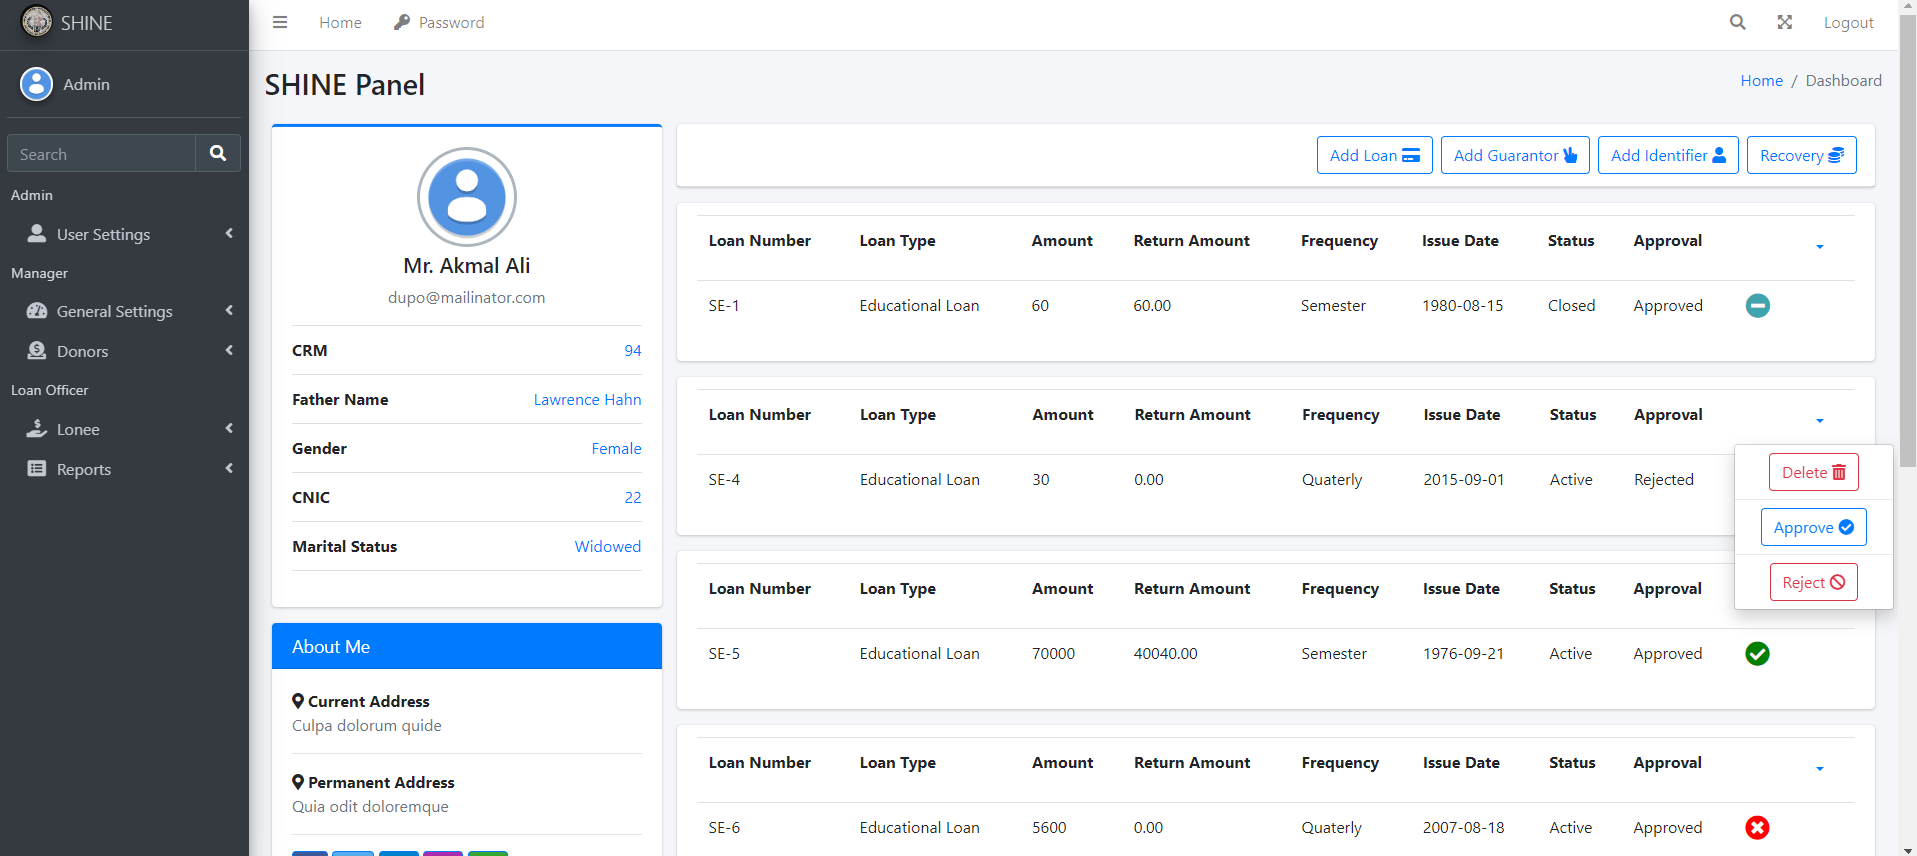 SHINE
Home
Password
Logout
Admin
Search
Admin
User Settings
Manager
General Settings
Donors
Loan Officer
Lonee
Reports
SHINE Panel
Home / Dashboard
Mr. Akmal Ali
dupo@mailinator.com
CRM 94
Father Name Lawrence Hahn
Gender Female
CNIC 22
Marital Status Widowed
About Me
Current Address
Culpa dolorum quide
Permanent Address
Quia odit doloremque
Add Loan Add Guarantor Add Identifier Recovery
Loan Number Loan Type Amount Return Amount Frequency Issue Date Status Approval
SE-1 Educational Loan 60 60.00 Semester 1980-08-15 Closed Approved
Loan Number Loan Type Amount Return Amount Frequency Issue Date Status Approval
SE-4 Educational Loan 30 0.00 Quaterly 2015-09-01 Active Rejected
Delete
Approve
Reject
Loan Number Loan Type Amount Return Amount Frequency Issue Date Status Approval
SE-5 Educational Loan 70000 40040.00 Semester 1976-09-21 Active Approved
Loan Number Loan Type Amount Return Amount Frequency Issue Date Status Approval
SE-6 Educational Loan 5600 0.00 Quaterly 2007-08-18 Active Approved